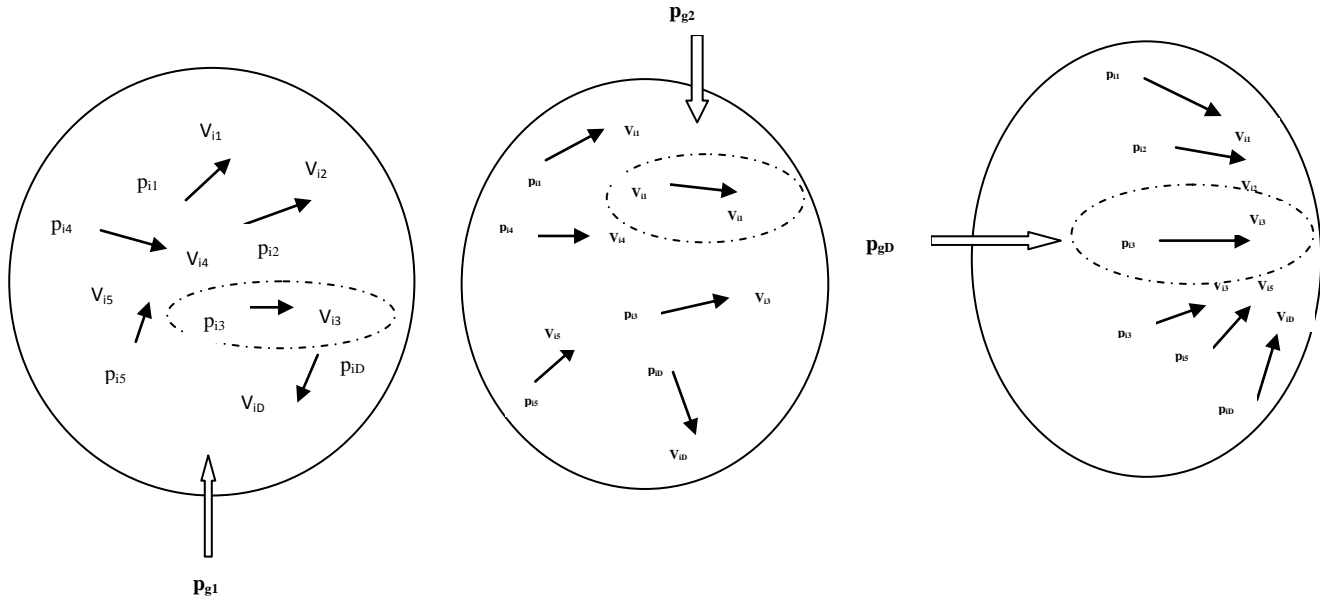 V_i1
V_i2
p_i1
p_i4
p_i2
V_i4
V_i5
p_i3
V_i3
p_i5
p_iD
V_iD
p_g1
p_g2
V_i1
p_i1
V_i1
V_i1
p_i4
V_i4
p_i3
V_i3
V_i5
p_iD
p_i5
V_iD
p_i1
V_i1
p_i2
V_i2
V_i3
p_gD
p_i3
V_i3
V_i5
V_iD
p_i3
p_i5
p_iD